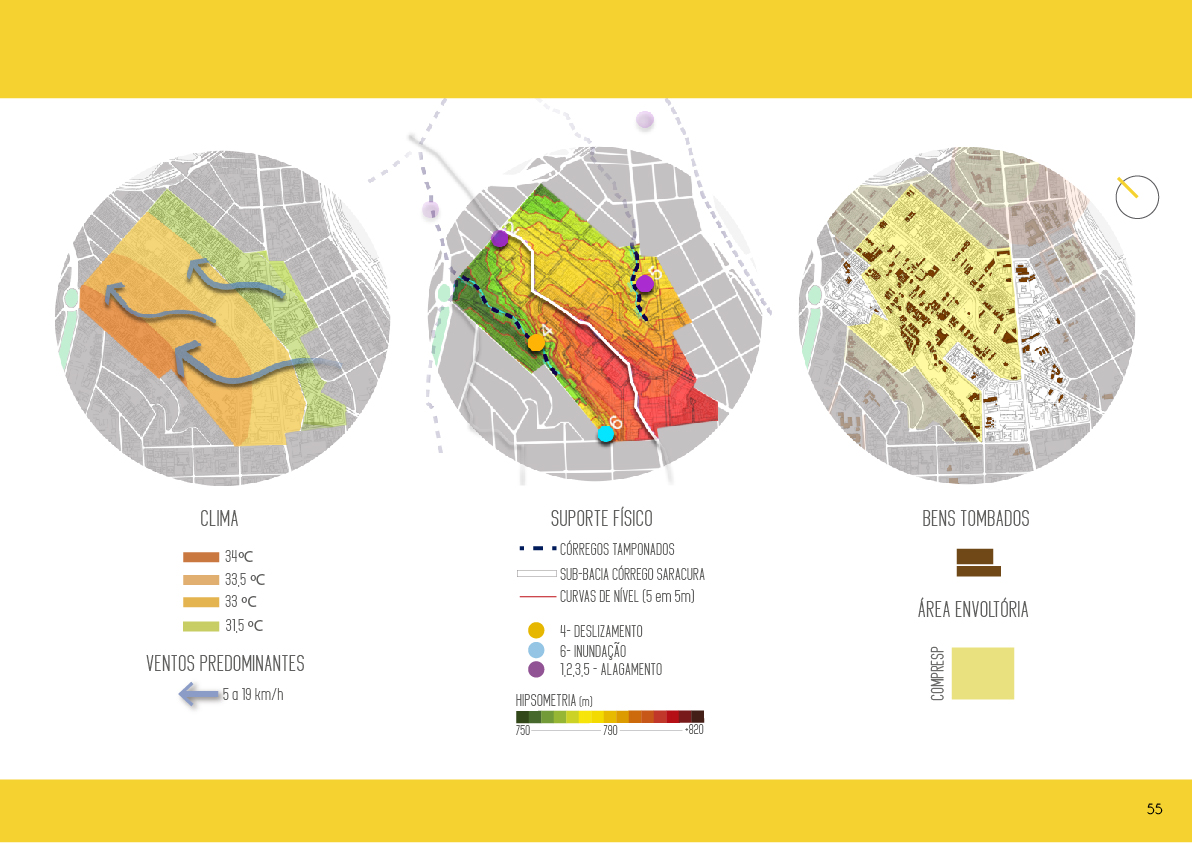 4
5
6
CLIMA
34ºC
33,5 ºC
33 ºC
31,5 ºC
VENTOS PREDOMINANTES
5 a 19 km/h
SUPORTE FÍSICO
CÓRREGOS TAMPONADOS
SUB-BACIA CÓRREGO SARACURA
CURVAS DE NÍVEL (5 em 5m)
4- DESLIZAMENTO
6- INUNDAÇÃO
1,2,3,5 - ALAGAMENTO
HIPSOMETRIA (m)
750 790 +820
BENS TOMBADOS
ÁREA ENVOLTÓRIA
COMPRESP
55